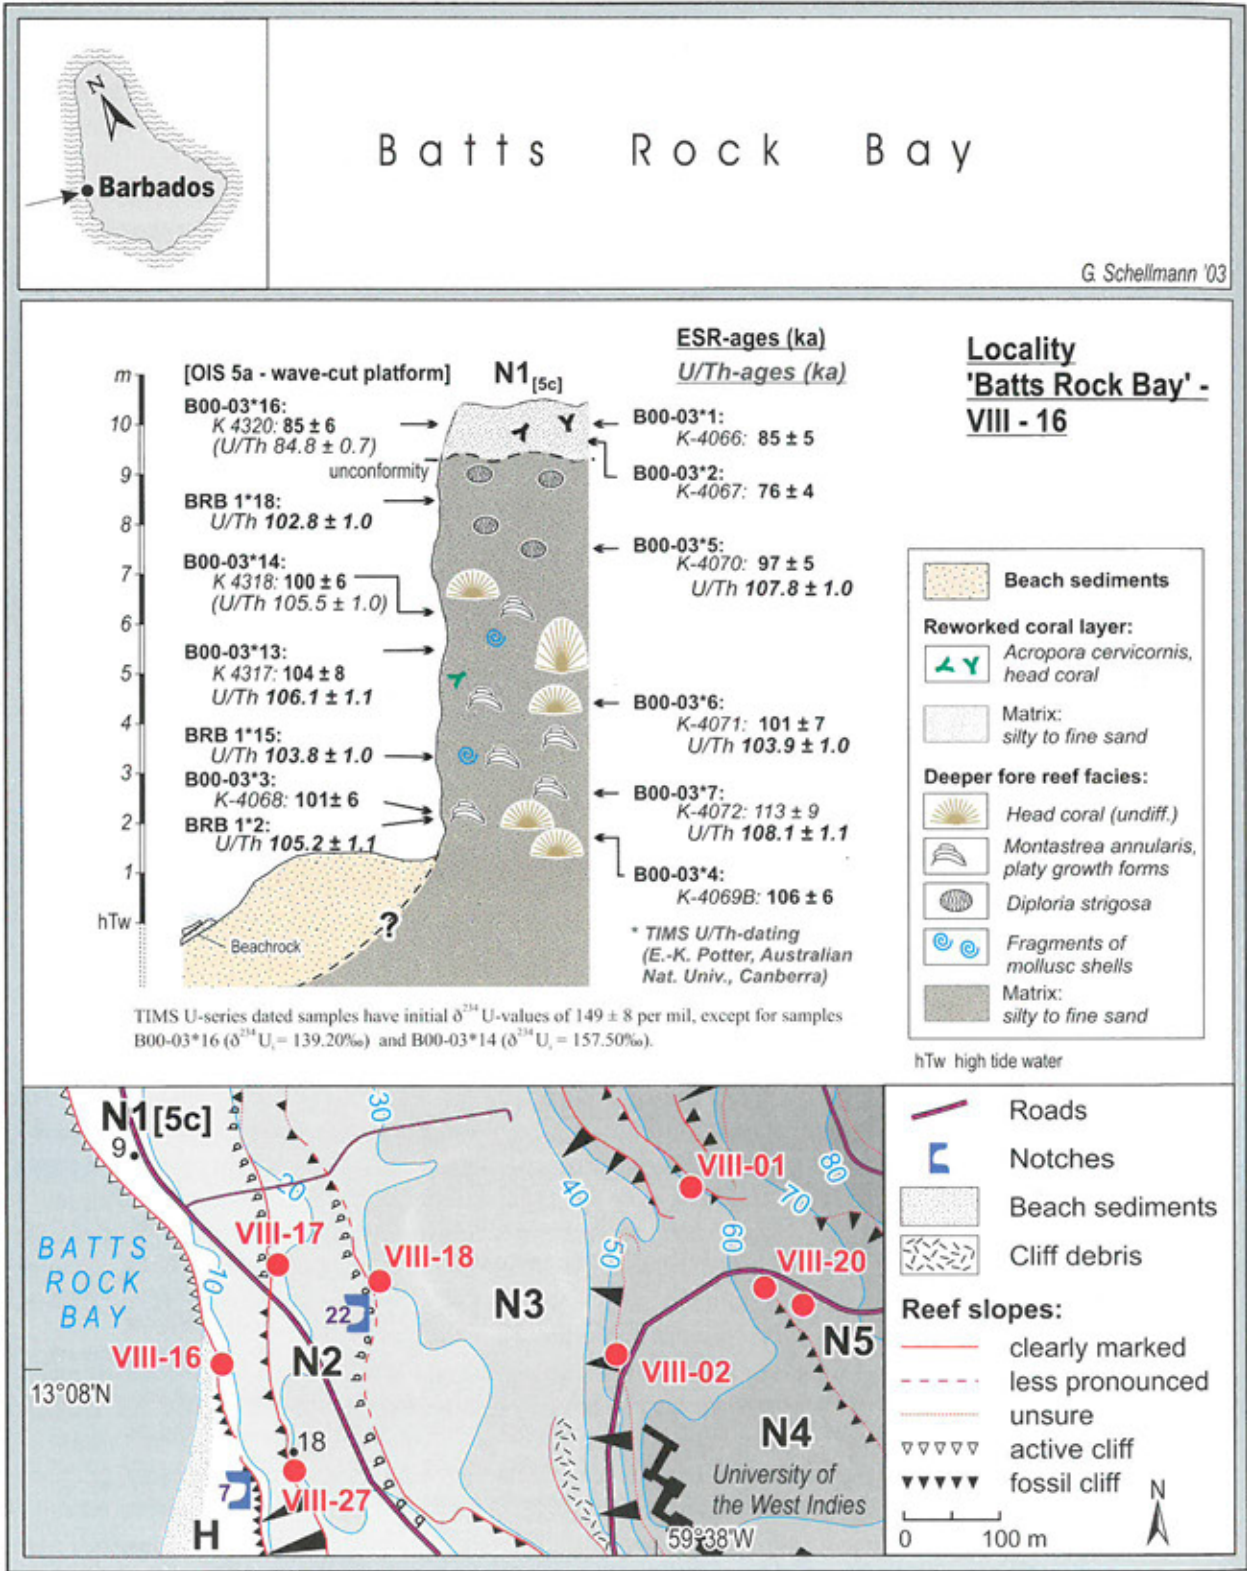 N
Barbados
Batts Rock Bay
G. Schellmann '03
ESR-ages (ka)
U/Th-ages (ka)
Locality
'Batts Rock Bay' -
VIII - 16
[OIS 5a - wave-cut platform]
N1[5c]
m
10
9
8
7
6
5
4
3
2
1
hTw
B00-03*16:
K 4320: 85 ± 6
(U/Th 84.8 ± 0.7)
unconformity
BRB 1*18:
U/Th 102.8 ± 1.0
B00-03*14:
K 4318: 100 ± 6
(U/Th 105.5 ± 1.0)
B00-03*13:
K 4317: 104 ± 8
U/Th 106.1 ± 1.1
BRB 1*15:
U/Th 103.8 ± 1.0
B00-03*3:
K-4068: 101± 6
BRB 1*2:
U/Th 105.2 ± 1.1
?
Beachrock
B00-03*1:
K-4066: 85 ± 5
B00-03*2:
K-4067: 76 ± 4
B00-03*5:
K-4070: 97 ± 5
U/Th 107.8 ± 1.0
B00-03*6:
K-4071: 101 ± 7
U/Th 103.9 ± 1.0
B00-03*7:
K-4072: 113 ± 9
U/Th 108.1 ± 1.1
B00-03*4:
K-4069B: 106 ± 6
* TIMS U/Th-dating
(E.-K. Potter, Australian
Nat. Univ., Canberra)
Beach sediments
Reworked coral layer:
Acropora cervicornis,
head coral
Matrix:
silty to fine sand
Deeper fore reef facies:
Head coral (undiff.)
Montastrea annularis,
platy growth forms
Diploria strigosa
Fragments of
mollusc shells
Matrix:
silty to fine sand
hTw high tide water
TIMS U-series dated samples have initial δ²³⁴ U-values of 149 ± 8 per mil, except for samples
B00-03*16 (δ²³⁴ Uᵢ = 139.20‰) and B00-03*14 (δ²³⁴ Uᵢ = 157.50‰).
N1[5c]
9
30
20
10
40
50
60
70
80
VIII-01
VIII-17
VIII-18
VIII-20
BATTS
ROCK
BAY
22
N3
N5
VIII-16
N2
VIII-02
13°08'N
18
N4
7
VIII-27
University of
the West Indies
H
59°38'W
Roads
Notches
Beach sediments
Cliff debris
Reef slopes:
clearly marked
less pronounced
unsure
active cliff
fossil cliff
N
0 100 m